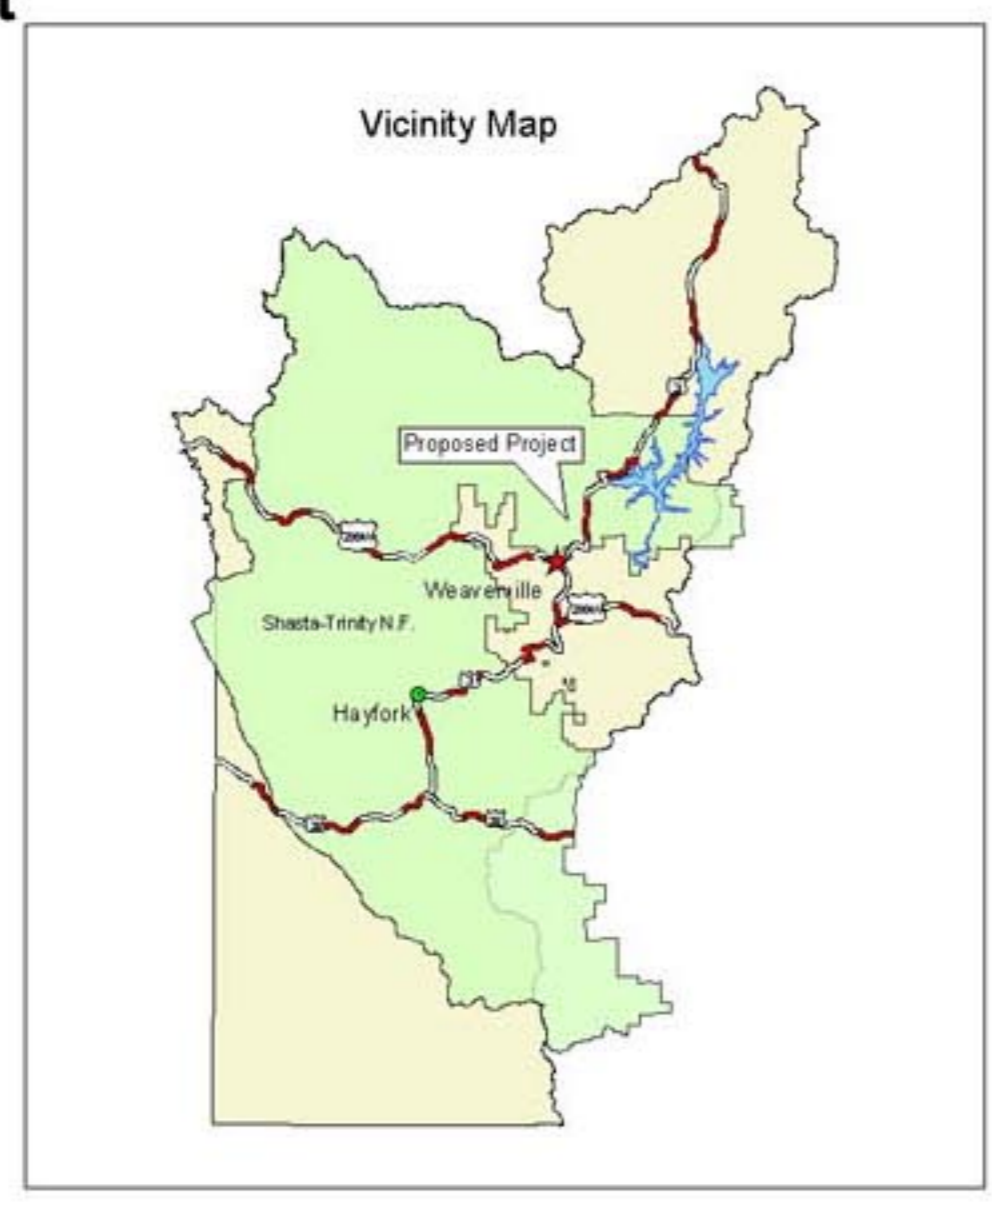 Vicinity Map
Proposed Project
Weaverville
Shasta-Trinity N.F.
Hayfork